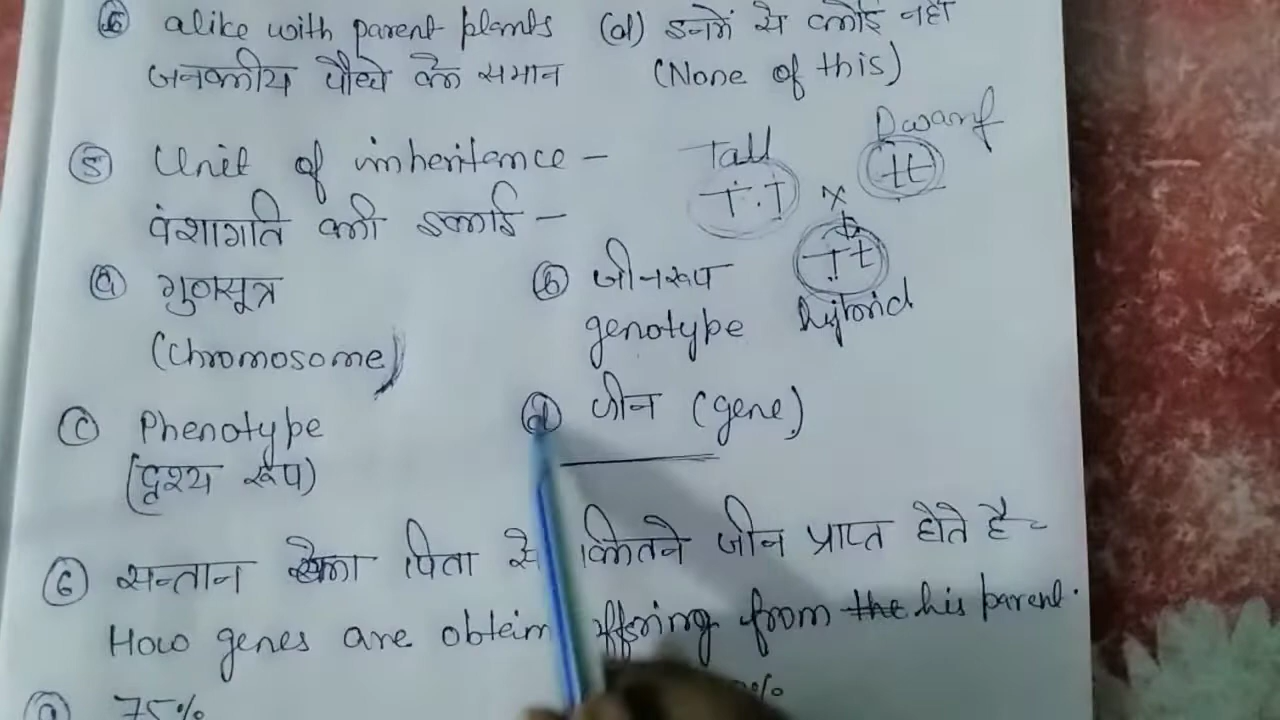 alike with parent plants (d) इनमें से कोई नहीं
जनकीय पौधे के समान (None of this)
(5) Unit of inheritance -
वंशागति की इकाई -
Tall Dwarf
TT x tt
Tt
hybrid
(a) गुणसूत्र (b) जीनरूप
(Chromosome) genotype
(c) Phenotype (d) जीन (gene)
(दृश्य रूप)
(6) सन्तान को पिता से कितने जीन प्राप्त होते है -
How genes are obtein from the his parent.
(a) 75%